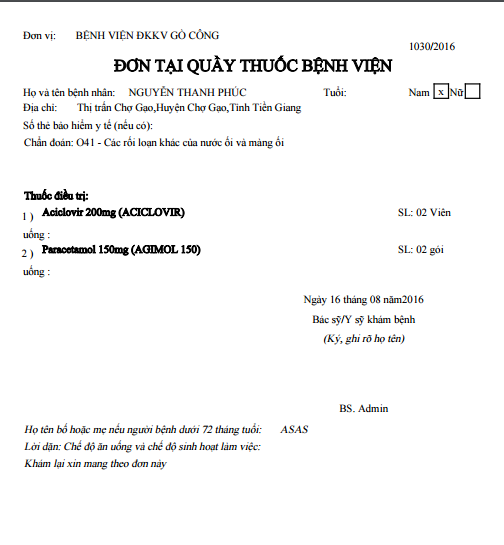 Đơn vị: BỆNH VIỆN ĐKKV GÒ CÔNG
1030/2016
ĐƠN TẠI QUẦY THUỐC BỆNH VIỆN
Họ và tên bệnh nhân: NGUYỄN THANH PHÚC Tuổi: Nam x Nữ
Địa chỉ: Thị trấn Chợ Gạo,Huyện Chợ Gạo,Tỉnh Tiền Giang
Số thẻ bảo hiểm y tế (nếu có):
Chẩn đoán: O41 - Các rối loạn khác của nước ối và màng ối
Thuốc điều trị:
1 ) Aciclovir 200mg (ACICLOVIR) SL: 02 Viên
uống :
2 ) Paracetamol 150mg (AGIMOL 150) SL: 02 gói
uống :
Ngày 16 tháng 08 năm2016
Bác sỹ/Y sỹ khám bệnh
(Ký, ghi rõ họ tên)
BS. Admin
Họ tên bố hoặc mẹ nếu người bệnh dưới 72 tháng tuổi: ASAS
Lời dặn: Chế độ ăn uống và chế độ sinh hoạt làm việc:
Khám lại xin mang theo đơn này